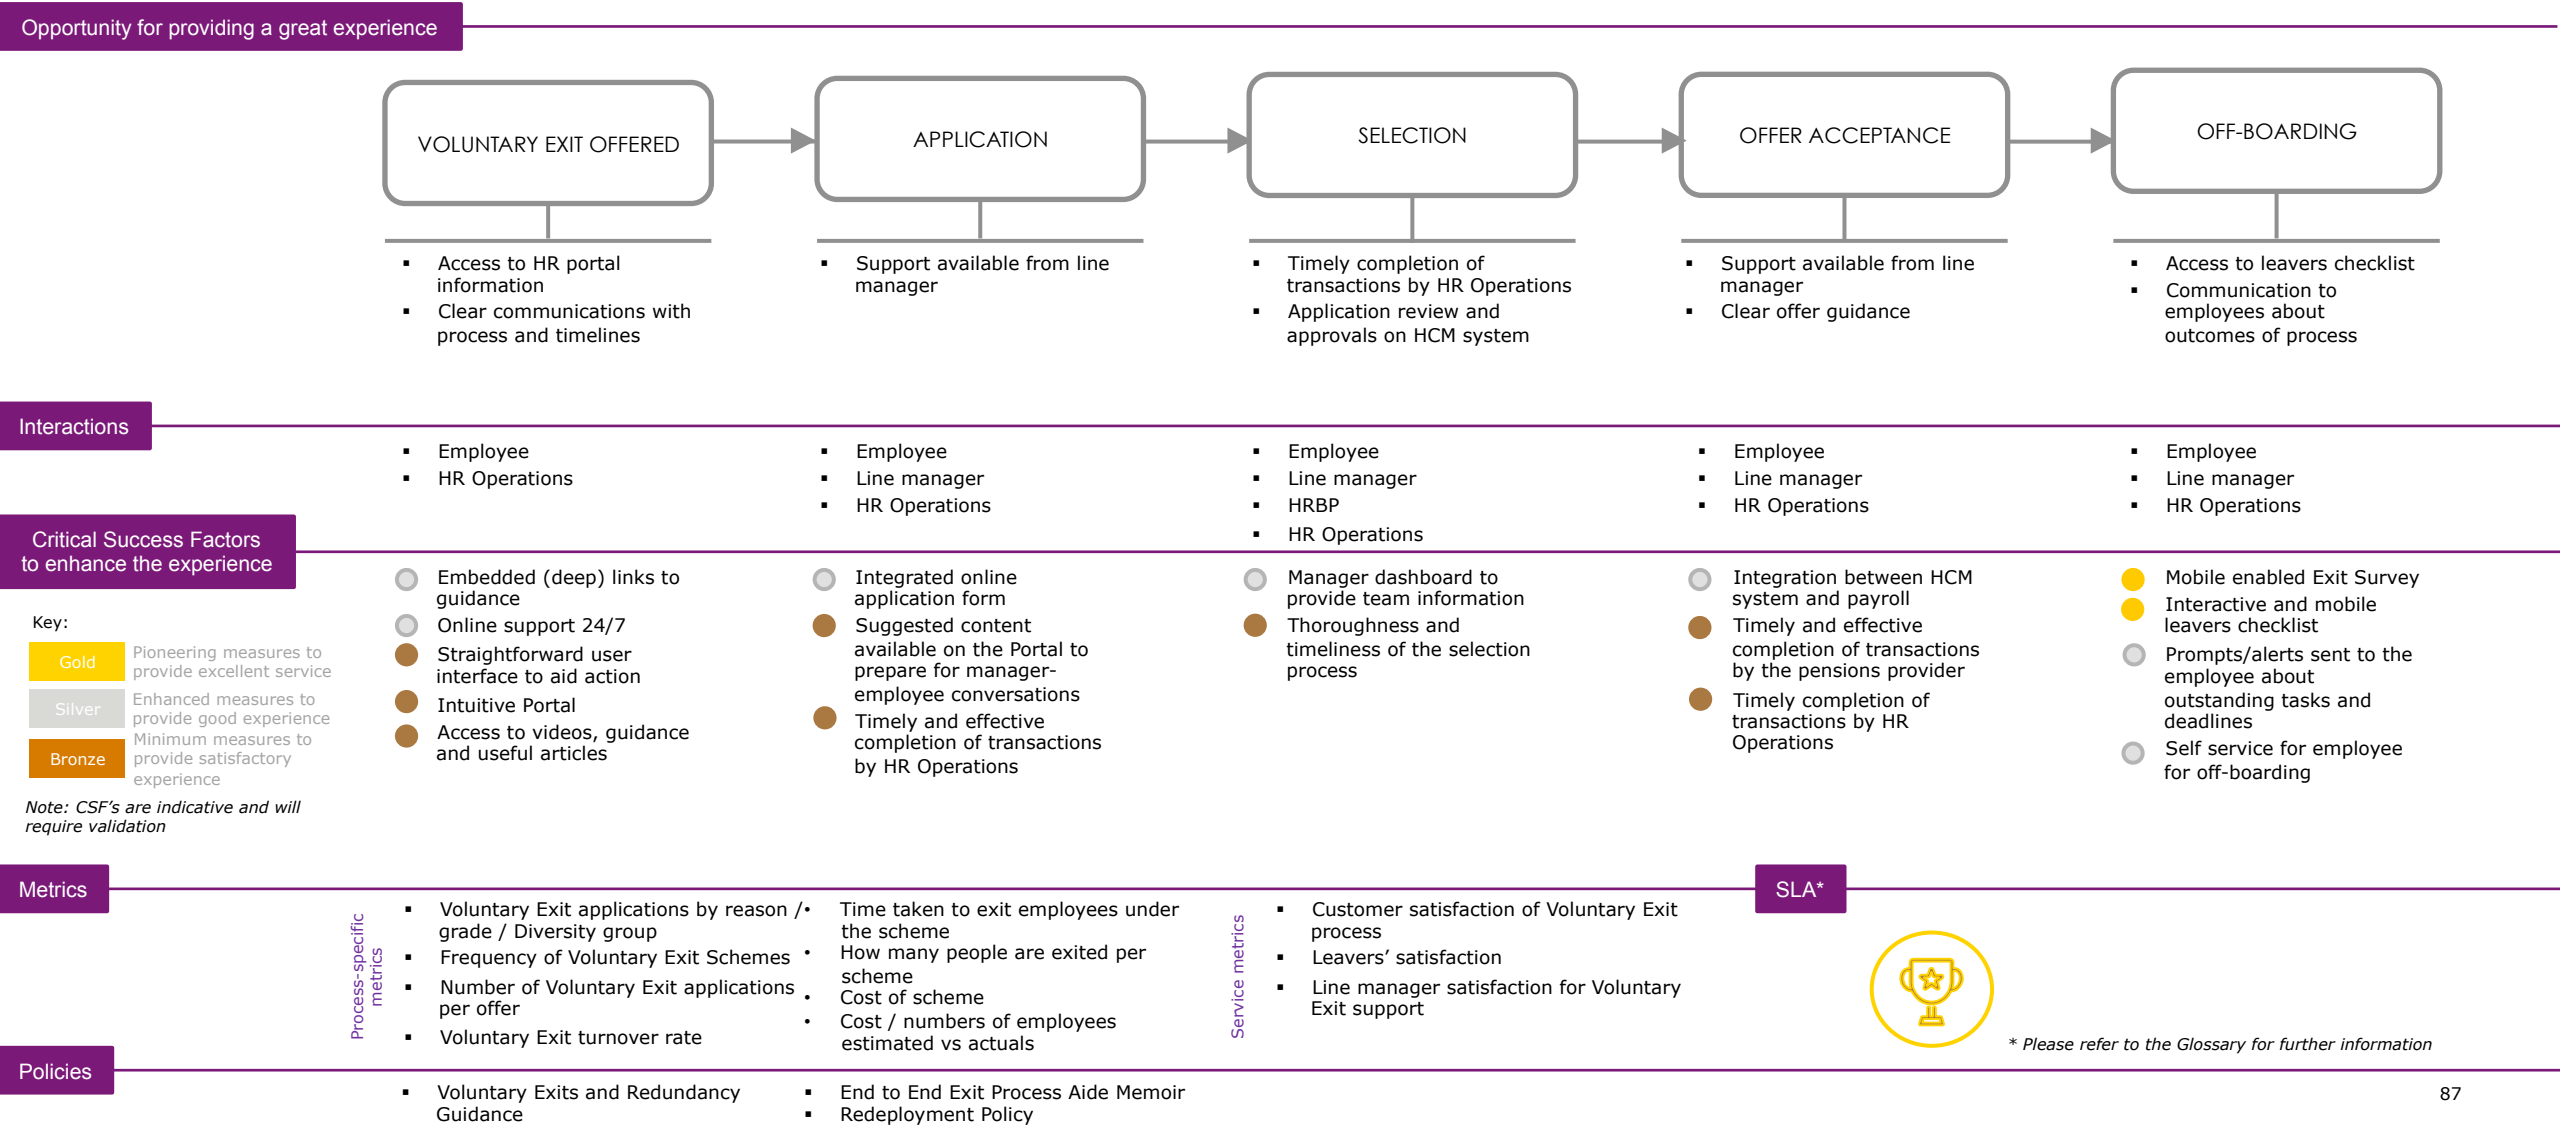 Opportunity for providing a great experience
VOLUNTARY EXIT OFFERED
APPLICATION
SELECTION
OFFER ACCEPTANCE
OFF-BOARDING
▪ Access to HR portal
information
▪ Clear communications with
process and timelines
▪ Support available from line
manager
▪ Timely completion of
transactions by HR Operations
▪ Application review and
approvals on HCM system
▪ Support available from line
manager
▪ Clear offer guidance
▪ Access to leavers checklist
▪ Communication to
employees about
outcomes of process
Interactions
▪ Employee
▪ HR Operations
▪ Employee
▪ Line manager
▪ HR Operations
▪ Employee
▪ Line manager
▪ HRBP
▪ HR Operations
▪ Employee
▪ Line manager
▪ HR Operations
▪ Employee
▪ Line manager
▪ HR Operations
Critical Success Factors
to enhance the experience
Key:
Gold
Pioneering measures to
provide excellent service
Silver
Enhanced measures to
provide good experience
Bronze
Minimum measures to
provide satisfactory
experience
Note: CSF's are indicative and will
require validation
Embedded (deep) links to
guidance
Online support 24/7
Straightforward user
interface to aid action
Intuitive Portal
Access to videos, guidance
and useful articles
Integrated online
application form
Suggested content
available on the Portal to
prepare for manager-
employee conversations
Timely and effective
completion of transactions
by HR Operations
Manager dashboard to
provide team information
Thoroughness and
timeliness of the selection
process
Integration between HCM
system and payroll
Timely and effective
completion of transactions
by the pensions provider
Timely completion of
transactions by HR
Operations
Mobile enabled Exit Survey
Interactive and mobile
leavers checklist
Prompts/alerts sent to the
employee about
outstanding tasks and
deadlines
Self service for employee
for off-boarding
Metrics
Process-specific
metrics
▪ Voluntary Exit applications by reason /
grade / Diversity group
▪ Frequency of Voluntary Exit Schemes
▪ Number of Voluntary Exit applications
per offer
▪ Voluntary Exit turnover rate
• Time taken to exit employees under
the scheme
• How many people are exited per
scheme
• Cost of scheme
• Cost / numbers of employees
estimated vs actuals
Service metrics
▪ Customer satisfaction of Voluntary Exit
process
▪ Leavers' satisfaction
▪ Line manager satisfaction for Voluntary
Exit support
SLA*
* Please refer to the Glossary for further information
Policies
▪ Voluntary Exits and Redundancy
Guidance
▪ End to End Exit Process Aide Memoir
▪ Redeployment Policy
87